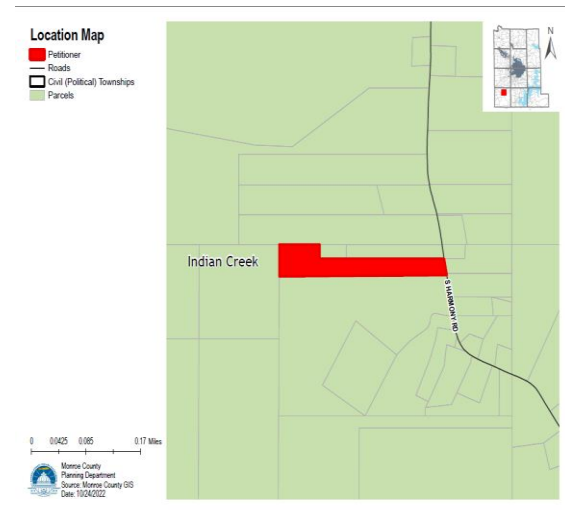 Location Map
Petitioner
Roads
Civil (Political) Townships
Parcels
N
Indian Creek
S HARMONY RD
0 0.0425 0.085 0.17 Miles
Monroe County
Planning Department
Source: Monroe County GIS
Date: 10/24/2022